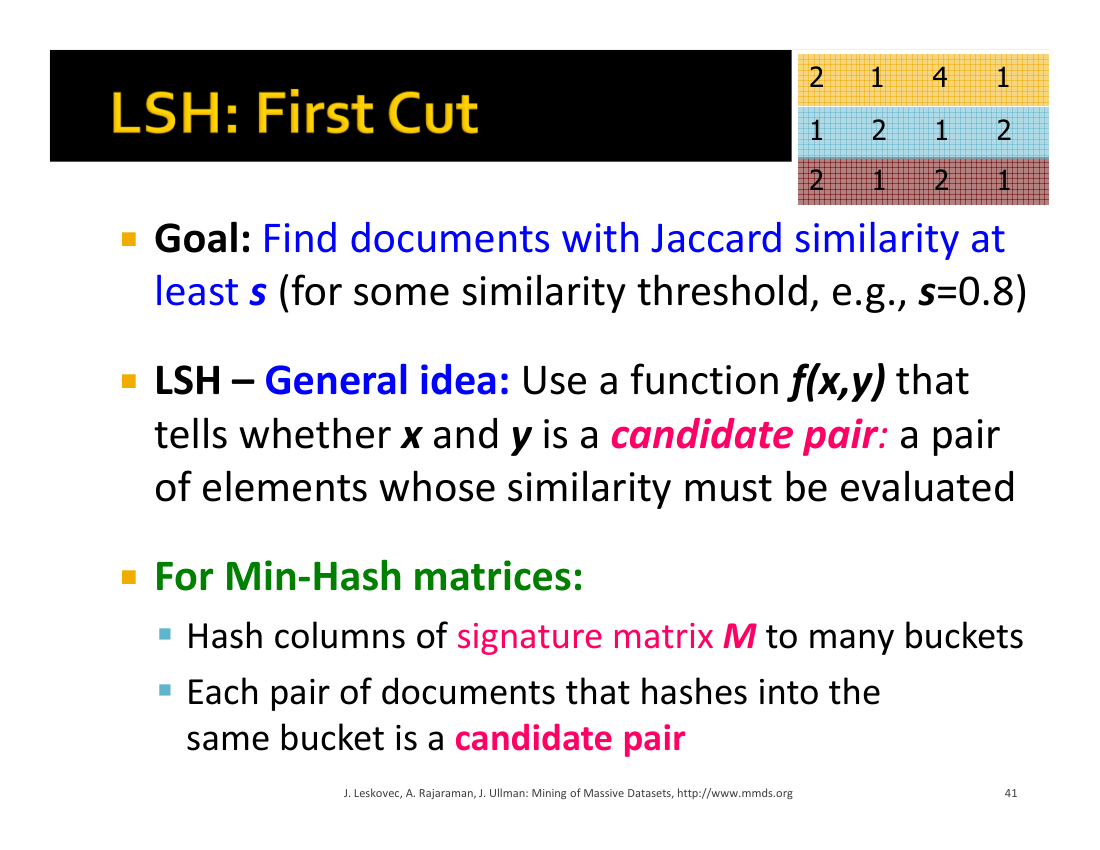 LSH: First Cut
2 1 4 1
1 2 1 2
2 1 2 1
Goal: Find documents with Jaccard similarity at
least s (for some similarity threshold, e.g., s=0.8)
LSH – General idea: Use a function f(x,y) that
tells whether x and y is a candidate pair: a pair
of elements whose similarity must be evaluated
For Min-Hash matrices:
Hash columns of signature matrix M to many buckets
Each pair of documents that hashes into the
same bucket is a candidate pair
J. Leskovec, A. Rajaraman, J. Ullman: Mining of Massive Datasets, http://www.mmds.org
41